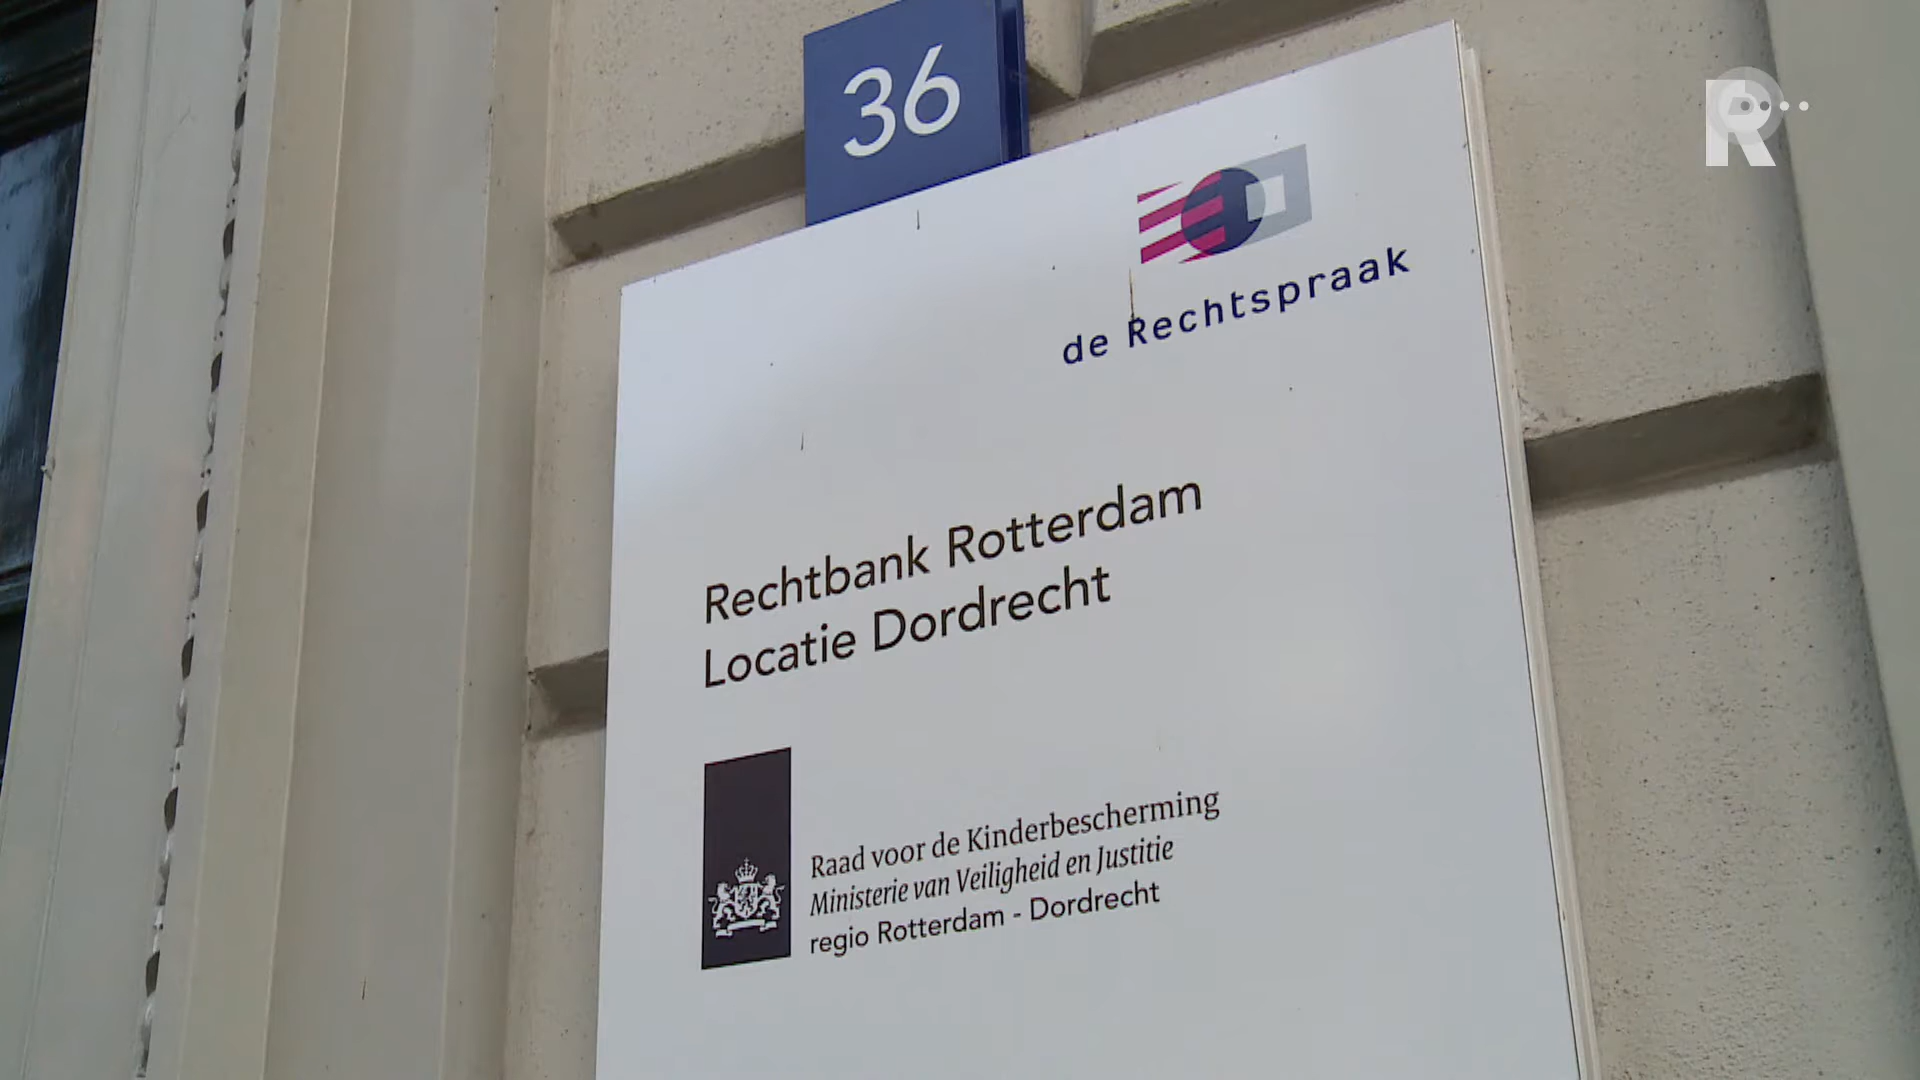 36
R
de Rechtspraak
Rechtbank Rotterdam
Locatie Dordrecht
Raad voor de Kinderbescherming
Ministerie van Veiligheid en Justitie
regio Rotterdam - Dordrecht